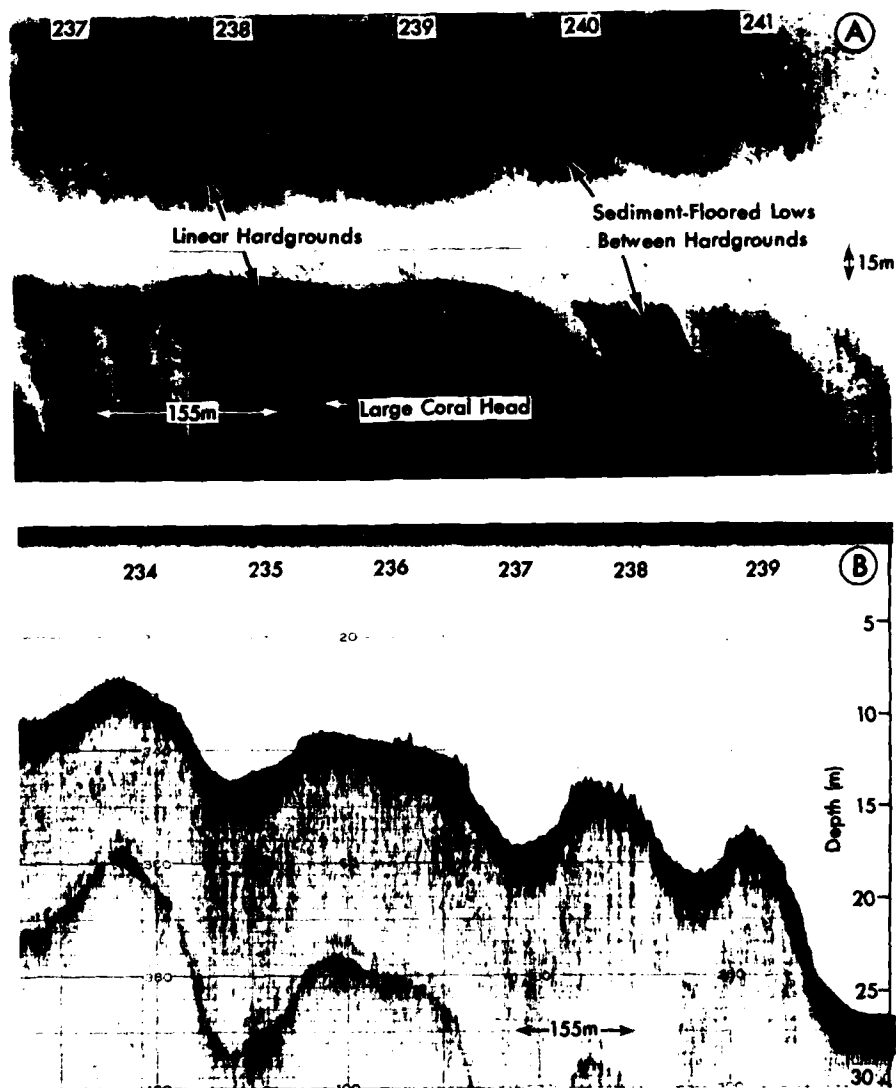 237 238 239 240 241 A
Linear Hardgrounds
Sediment-Floored Lows
Between Hardgrounds
15m
155m
Large Coral Head
234 235 236 237 238 239 B
20
5
10
15
20
25
30
Depth (m)
155m